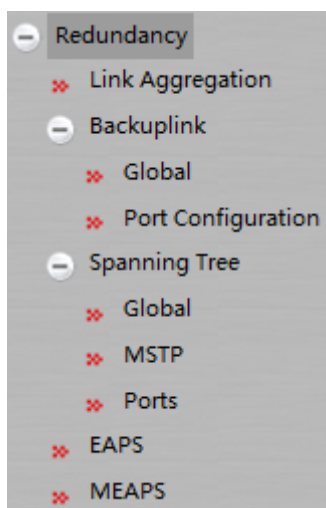 Redundancy
Link Aggregation
Backuplink
Global
Port Configuration
Spanning Tree
Global
MSTP
Ports
EAPS
MEAPS